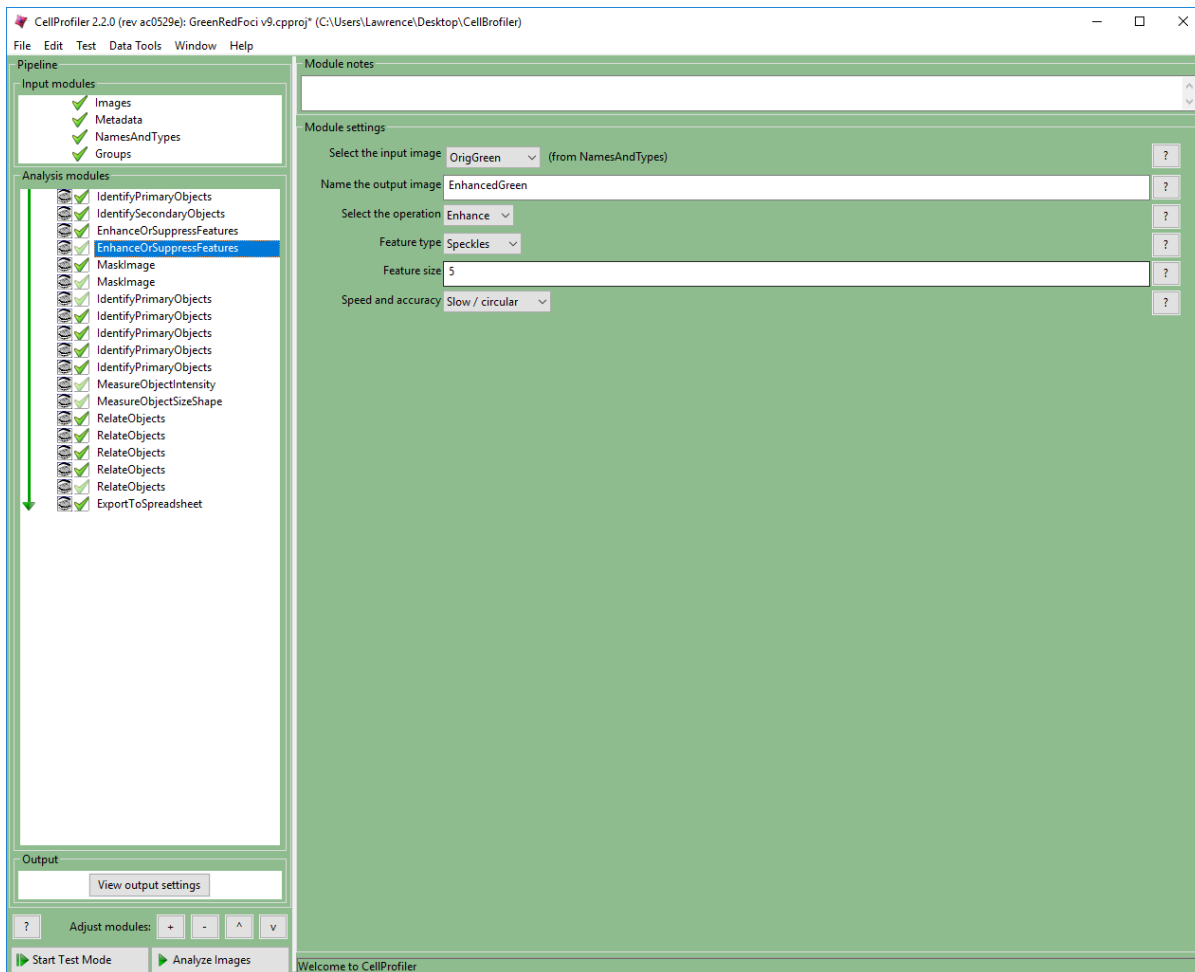 CellProfiler 2.2.0 (rev ac0529e): GreenRedFoci v9.cpproj* (C:\Users\Lawrence\Desktop\CellBrofiler)
File Edit Test Data Tools Window Help
Pipeline
Input modules
Images
Metadata
NamesAndTypes
Groups
Analysis modules
IdentifyPrimaryObjects
IdentifySecondaryObjects
EnhanceOrSuppressFeatures
EnhanceOrSuppressFeatures
MaskImage
MaskImage
IdentifyPrimaryObjects
IdentifyPrimaryObjects
IdentifyPrimaryObjects
IdentifyPrimaryObjects
IdentifyPrimaryObjects
MeasureObjectIntensity
MeasureObjectSizeShape
RelateObjects
RelateObjects
RelateObjects
RelateObjects
RelateObjects
ExportToSpreadsheet
Output
View output settings
? Adjust modules: + - ^ v
Start Test Mode Analyze Images
Module notes
Module settings
Select the input image OrigGreen (from NamesAndTypes) ?
Name the output image EnhancedGreen ?
Select the operation Enhance ?
Feature type Speckles ?
Feature size 5 ?
Speed and accuracy Slow / circular ?
Welcome to CellProfiler